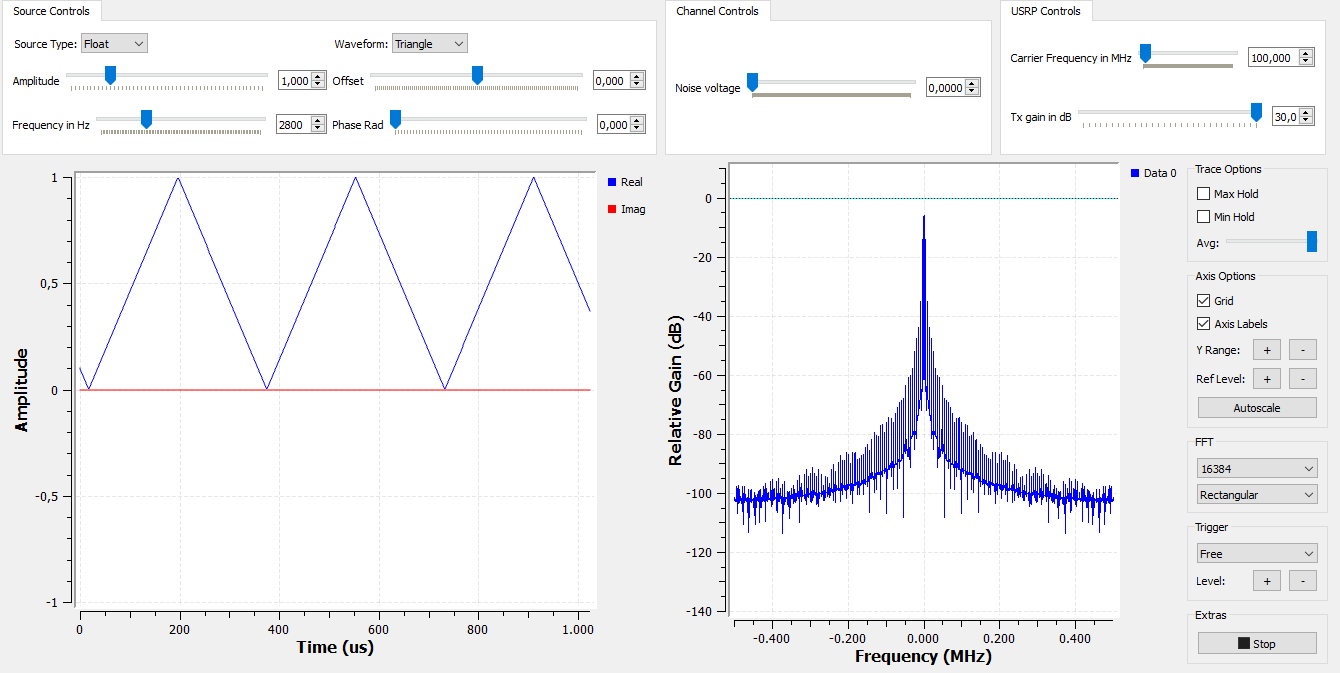 Source Controls
Source Type: Float Waveform: Triangle
Amplitude 1,000 Offset 0,000
Frequency in Hz 2800 Phase Rad 0,000
Channel Controls
Noise voltage 0,0000
USRP Controls
Carrier Frequency in MHz 100,000
Tx gain in dB 30,0
1
0,5
0
-0,5
-1
Amplitude
0 200 400 600 800 1.000
Time (us)
Real
Imag
0
-20
-40
-60
-80
-100
-120
-140
Relative Gain (dB)
-0.400 -0.200 0.000 0.200 0.400
Frequency (MHz)
Data 0
Trace Options
Max Hold
Min Hold
Avg:
Axis Options
Grid
Axis Labels
Y Range: + -
Ref Level: + -
Autoscale
FFT
16384
Rectangular
Trigger
Free
Level: + -
Extras
Stop